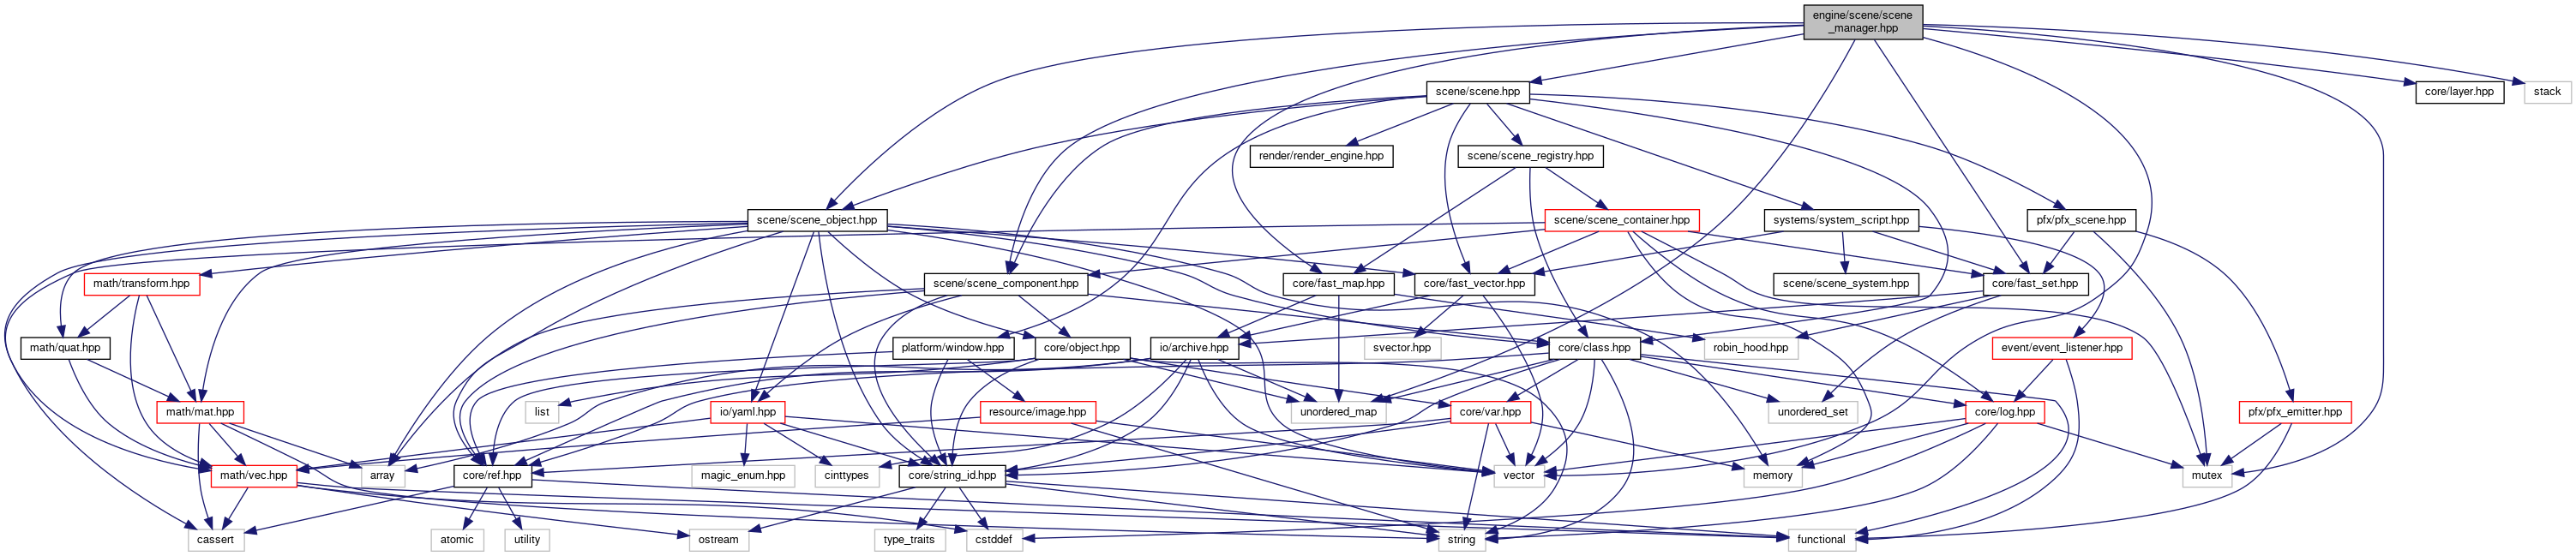 engine/scene/scene
_manager.hpp
scene/scene.hpp
core/layer.hpp
stack
render/render_engine.hpp
scene/scene_registry.hpp
scene/scene_object.hpp
scene/scene_container.hpp
systems/system_script.hpp
pfx/pfx_scene.hpp
math/transform.hpp
scene/scene_component.hpp
core/fast_map.hpp
core/fast_vector.hpp
scene/scene_system.hpp
core/fast_set.hpp
math/quat.hpp
platform/window.hpp
core/object.hpp
io/archive.hpp
svector.hpp
core/class.hpp
robin_hood.hpp
event/event_listener.hpp
math/mat.hpp
list
io/yaml.hpp
resource/image.hpp
unordered_map
core/var.hpp
unordered_set
core/log.hpp
pfx/pfx_emitter.hpp
math/vec.hpp
array
core/ref.hpp
magic_enum.hpp
cinttypes
core/string_id.hpp
vector
memory
mutex
cassert
atomic
utility
ostream
type_traits
cstddef
string
functional